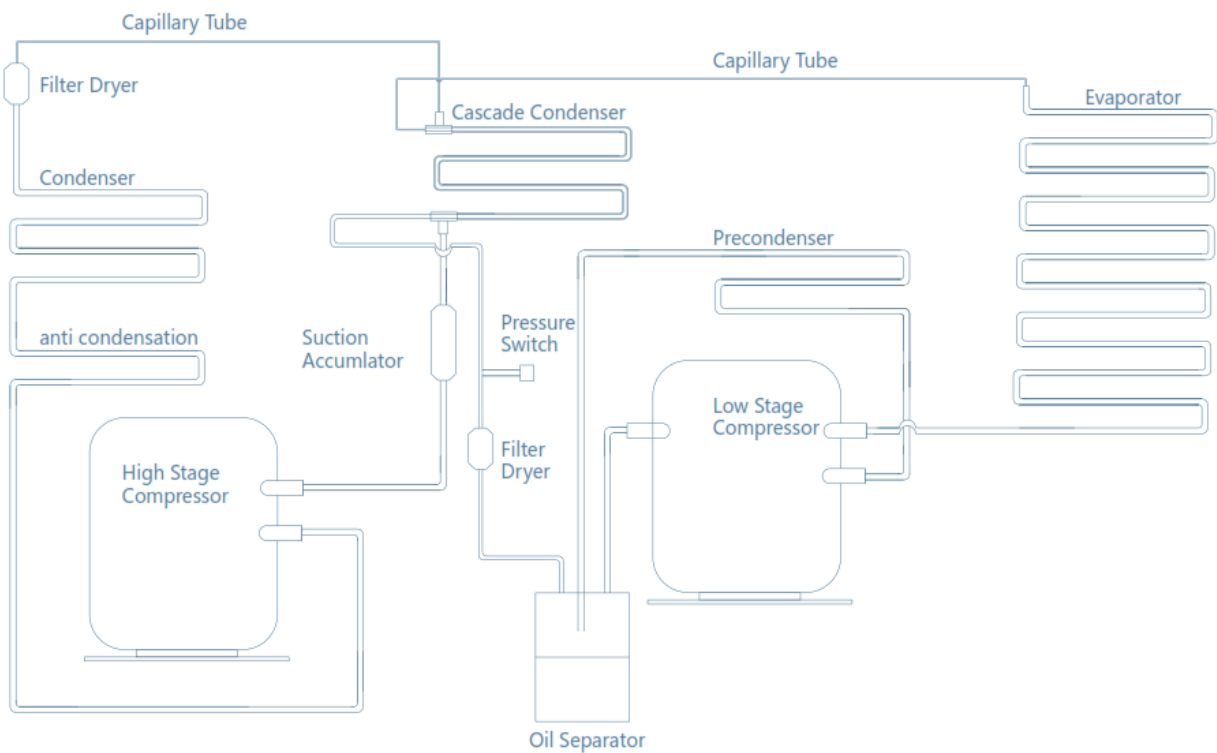 Capillary Tube
Capillary Tube
Filter Dryer
Evaporator
Cascade Condenser
Condenser
Precondenser
anti condensation
Suction
Accumlator
Pressure
Switch
Low Stage
Compressor
High Stage
Compressor
Filter
Dryer
Oil Separator